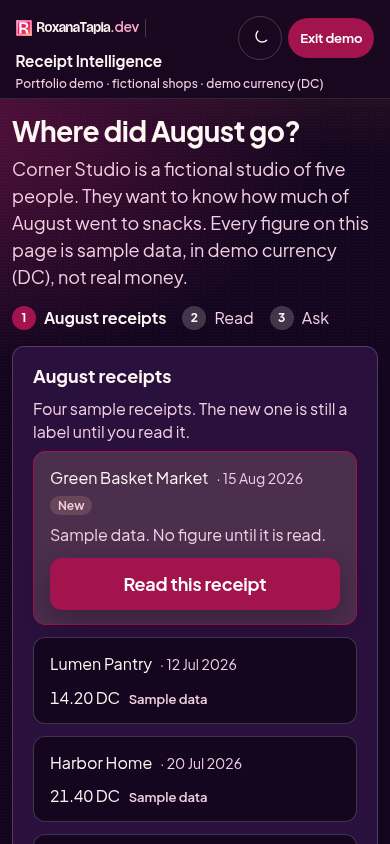 R RoxanaTapla.dev
Exit demo
Receipt Intelligence
Portfolio demo · fictional shops · demo currency (DC)
Where did August go?
Corner Studio is a fictional studio of five
people. They want to know how much of
August went to snacks. Every figure on this
page is sample data, in demo currency
(DC), not real money.
1 August receipts 2 Read 3 Ask
August receipts
Four sample receipts. The new one is still a
label until you read it.
Green Basket Market · 15 Aug 2026
New
Sample data. No figure until it is read.
Read this receipt
Lumen Pantry · 12 Jul 2026
14.20 DC Sample data
Harbor Home · 20 Jul 2026
21.40 DC Sample data